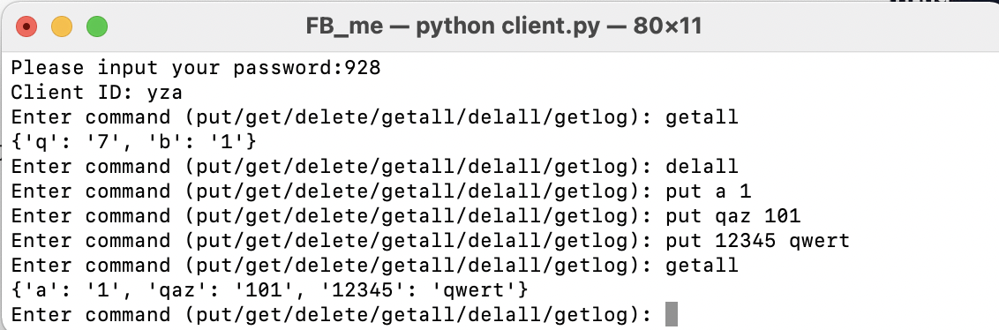 FB_me — python client.py — 80×11
Please input your password:928
Client ID: yza
Enter command (put/get/delete/getall/delall/getlog): getall
{'q': '7', 'b': '1'}
Enter command (put/get/delete/getall/delall/getlog): delall
Enter command (put/get/delete/getall/delall/getlog): put a 1
Enter command (put/get/delete/getall/delall/getlog): put qaz 101
Enter command (put/get/delete/getall/delall/getlog): put 12345 qwert
Enter command (put/get/delete/getall/delall/getlog): getall
{'a': '1', 'qaz': '101', '12345': 'qwert'}
Enter command (put/get/delete/getall/delall/getlog):